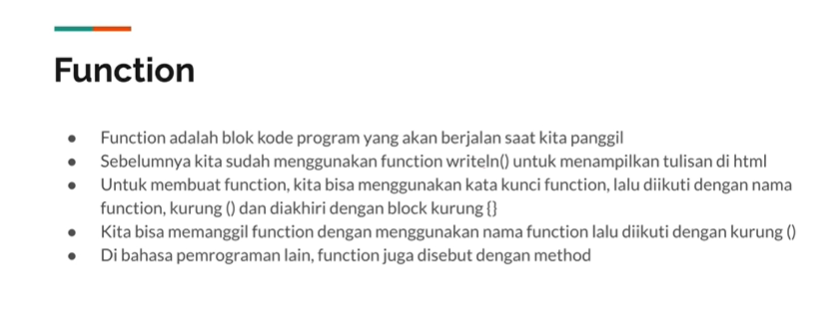 Function
● Function adalah blok kode program yang akan berjalan saat kita panggil
● Sebelumnya kita sudah menggunakan function writeln() untuk menampilkan tulisan di html
● Untuk membuat function, kita bisa menggunakan kata kunci function, lalu diikuti dengan nama
function, kurung () dan diakhiri dengan block kurung {}
● Kita bisa memanggil function dengan menggunakan nama function lalu diikuti dengan kurung ()
● Di bahasa pemrograman lain, function juga disebut dengan method